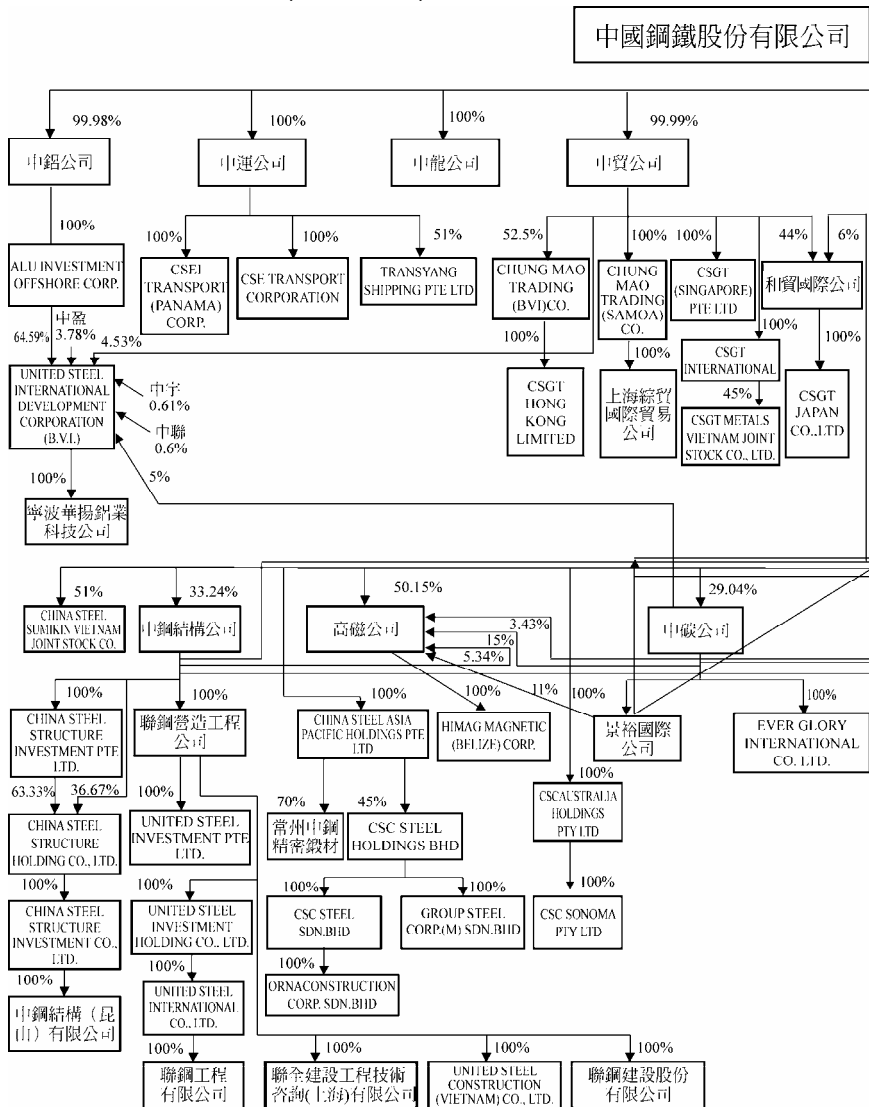 中國鋼鐵股份有限公司
99.98%
100%
100%
99.99%
中鋁公司
中運公司
中龍公司
中貿公司
100%
100%
100%
51%
52.5%
100%
100%
44%
6%
ALU INVESTMENT
OFFSHORE CORP.
CSEI
TRANSPORT
(PANAMA)
CORP.
CSE TRANSPORT
CORPORATION
TRANSYANG
SHIPPING PTE LTD
CHUNG MAO
TRADING
(BVI)CO.
CHUNG
MAO
TRADING
(SAMOA)
CO.
CSGT
(SINGAPORE)
PTE LTD
和貿國際公司
中盈
64.59%
3.78%
4.53%
100%
100%
100%
100%
UNITED STEEL
INTERNATIONAL
DEVELOPMENT
CORPORATION
(B.V.I.)
中宇
0.61%
中聯
0.6%
CSGT
HONG
KONG
LIMITED
上海綜貿
國際貿易
公司
CSGT
INTERNATIONAL
45%
CSGT METALS
VIETNAM JOINT
STOCK CO., LTD.
CSGT
JAPAN
CO.,LTD
100%
5%
寧波華揚鋁業
科技公司
51%
33.24%
50.15%
29.04%
CHINA STEEL
SUMIKIN VIETNAM
JOINT STOCK CO.
中鋼結構公司
高磁公司
3.43%
15%
5.34%
中碳公司
100%
100%
100%
100%
11%
100%
100%
100%
CHINA STEEL
STRUCTURE
INVESTMENT PTE
LTD.
聯鋼營造工程
公司
CHINA STEEL ASIA
PACIFIC HOLDINGS PTE
LTD
HIMAG MAGNETIC
(BELIZE) CORP.
景裕國際
公司
EVER GLORY
INTERNATIONAL
CO. LTD.
63.33%
36.67%
100%
70%
45%
100%
CHINA STEEL
STRUCTURE
HOLDING CO., LTD.
UNITED STEEL
INVESTMENT PTE
LTD.
常州中鋼
精密鍛材
CSC STEEL
HOLDINGS BHD
CSCAUSTRALIA
HOLDINGS
PTY LTD
100%
100%
100%
100%
100%
CHINA STEEL
STRUCTURE
INVESTMENT CO.,
LTD.
UNITED STEEL
INVESTMENT
HOLDING CO., LTD.
CSC STEEL
SDN.BHD
GROUP STEEL
CORP.(M) SDN.BHD
CSC SONOMA
PTY LTD
100%
100%
100%
中鋼結構（昆
山）有限公司
UNITED STEEL
INTERNATIONAL
CO., LTD.
ORNACONSTRUCTION
CORP. SDN.BHD
100%
100%
100%
100%
聯鋼工程
有限公司
聯全建設工程技術
咨詢(上海)有限公司
UNITED STEEL
CONSTRUCTION
(VIETNAM) CO., LTD.
聯鋼建設股份
有限公司